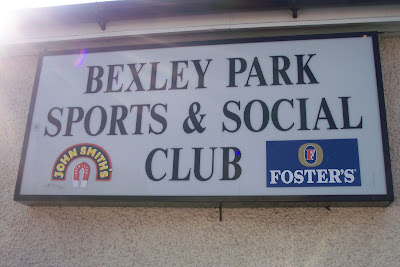 BEXLEY PARK
SPORTS & SOCIAL
CLUB
JOHN SMITH'S
FOSTER'S